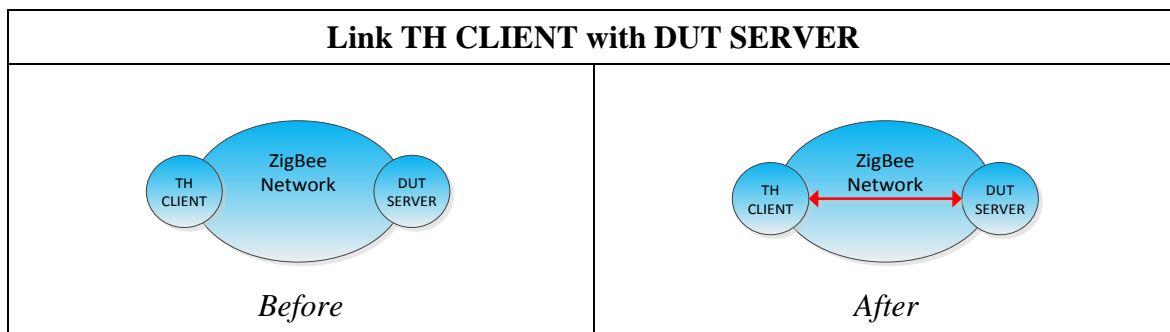 Link TH CLIENT with DUT SERVER
TH
CLIENT
ZigBee
Network
DUT
SERVER
Before
TH
CLIENT
ZigBee
Network
DUT
SERVER
After